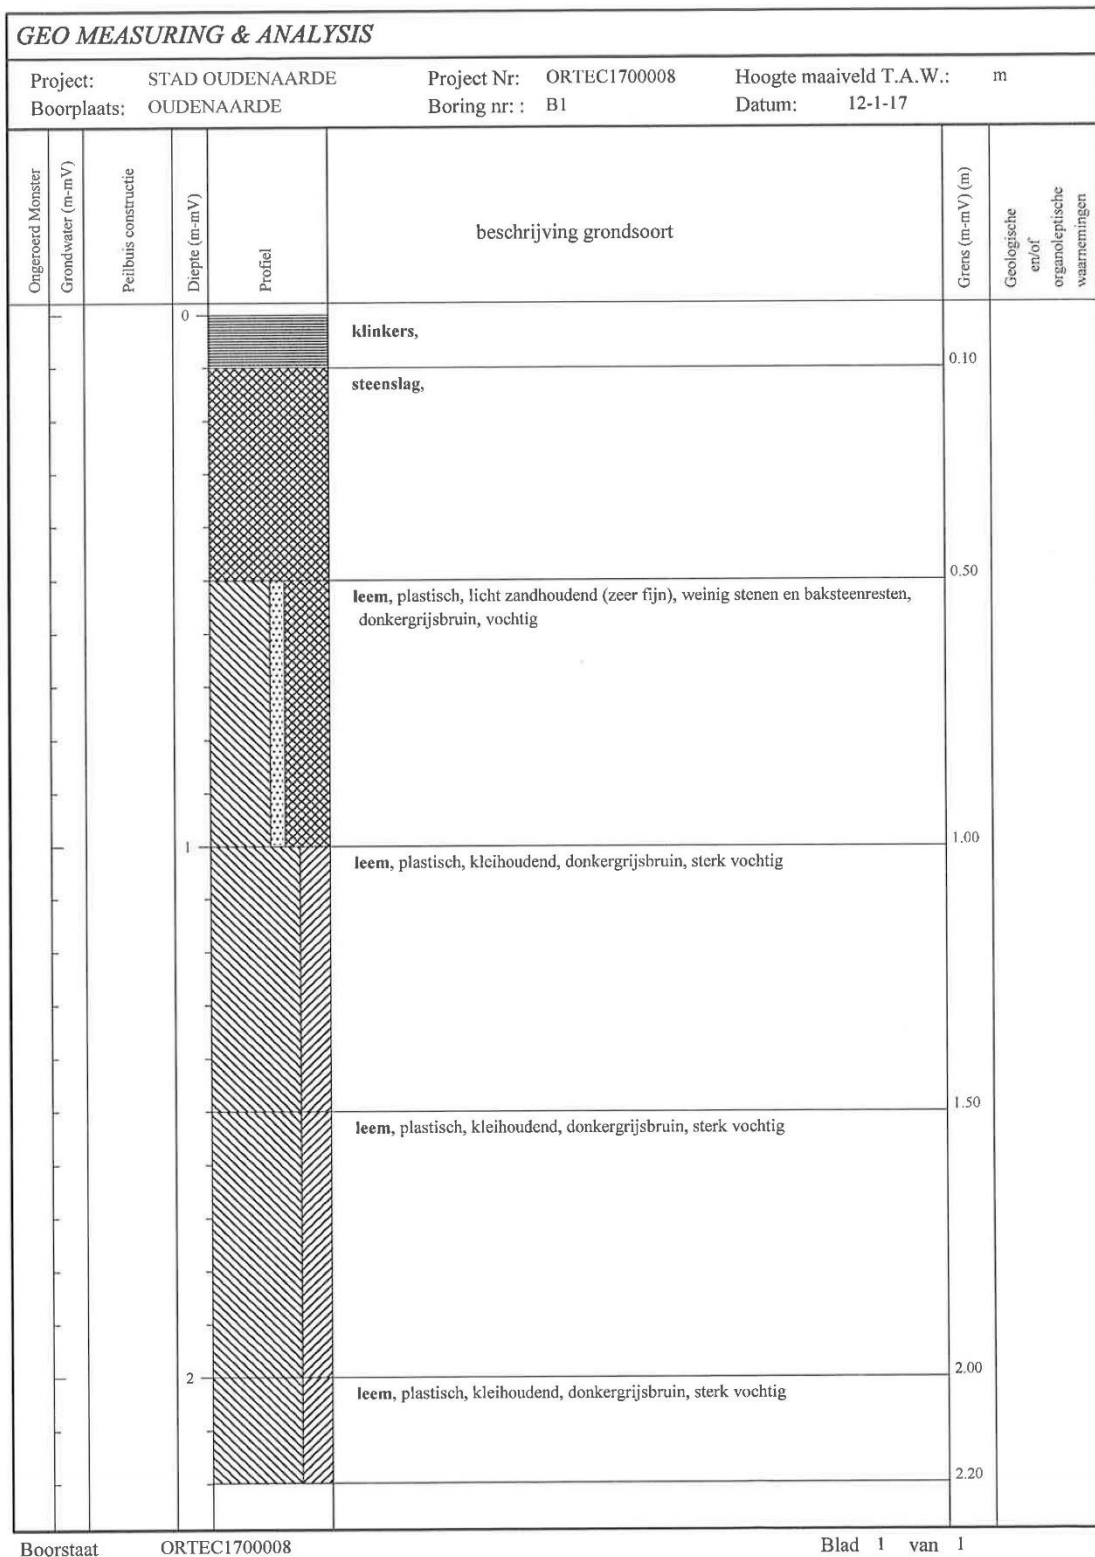 GEO MEASURING & ANALYSIS
Project: STAD OUDENAARDE Project Nr: ORTEC1700008 Hoogte maaiveld T.A.W.: m
Boorplaats: OUDENAARDE Boring nr: : B1 Datum: 12-1-17
Ongeroerd Monster
Grondwater (m-mV)
Peilbuis constructie
Diepte (m-mV)
Profiel
beschrijving grondsoort
Grens (m-mV) (m)
Geologische
en/of
organoleptische
waarnemingen
0
klinkers,
0.10
steenslag,
0.50
leem, plastisch, licht zandhoudend (zeer fijn), weinig stenen en baksteenresten,
donkergrijsbruin, vochtig
1
1.00
leem, plastisch, kleihoudend, donkergrijsbruin, sterk vochtig
1.50
leem, plastisch, kleihoudend, donkergrijsbruin, sterk vochtig
2
2.00
leem, plastisch, kleihoudend, donkergrijsbruin, sterk vochtig
2.20
Boorstaat ORTEC1700008 Blad 1 van 1